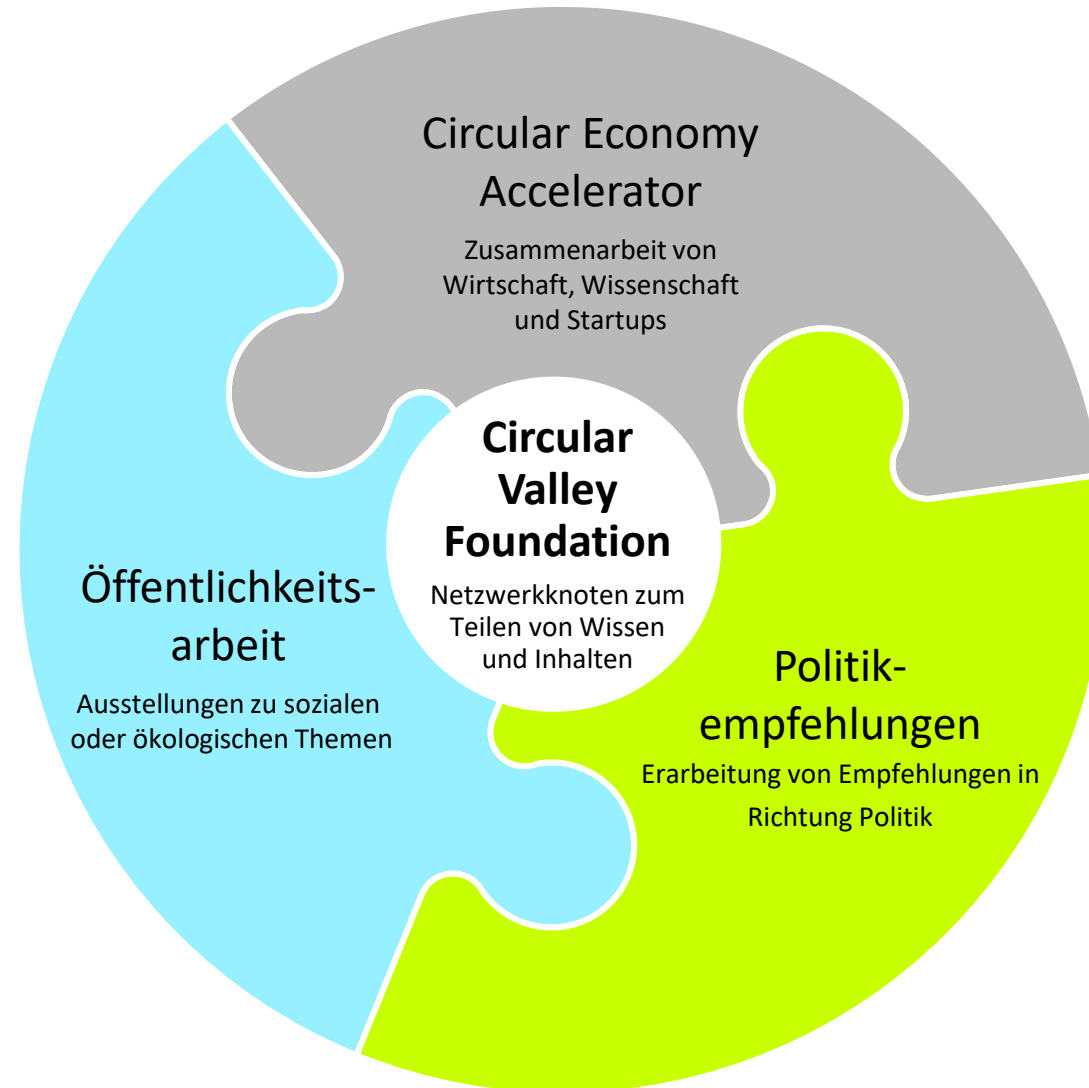 Circular Economy
Accelerator
Zusammenarbeit von
Wirtschaft, Wissenschaft
und Startups
Circular
Valley
Foundation
Netzwerkknoten zum
Teilen von Wissen
und Inhalten
Öffentlichkeits-
arbeit
Ausstellungen zu sozialen
oder ökologischen Themen
Politik-
empfehlungen
Erarbeitung von Empfehlungen in
Richtung Politik